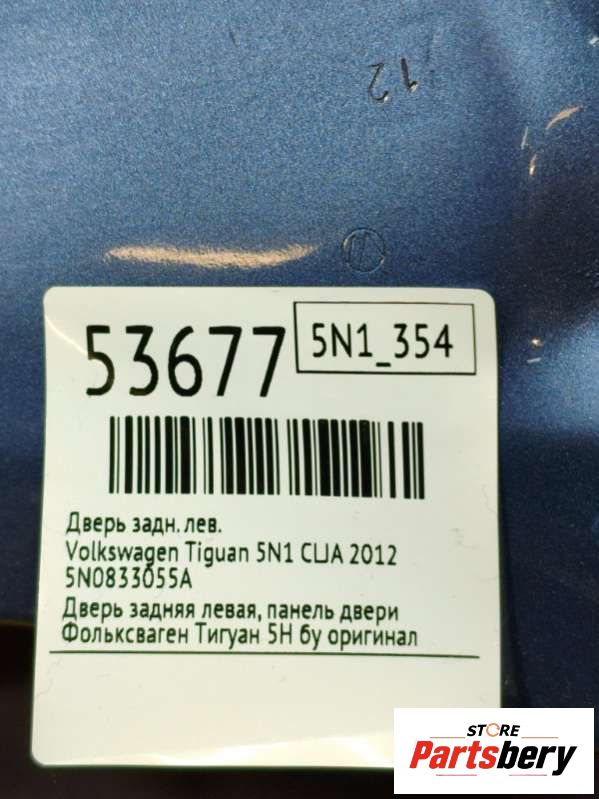 12
53677
5N1_354
Дверь задн. лев.
Volkswagen Tiguan 5N1 CLJA 2012
5N0833055A
Дверь задняя левая, панель двери
Фольксваген Тигуан 5Н бу оригинал
STORE
Partsbery